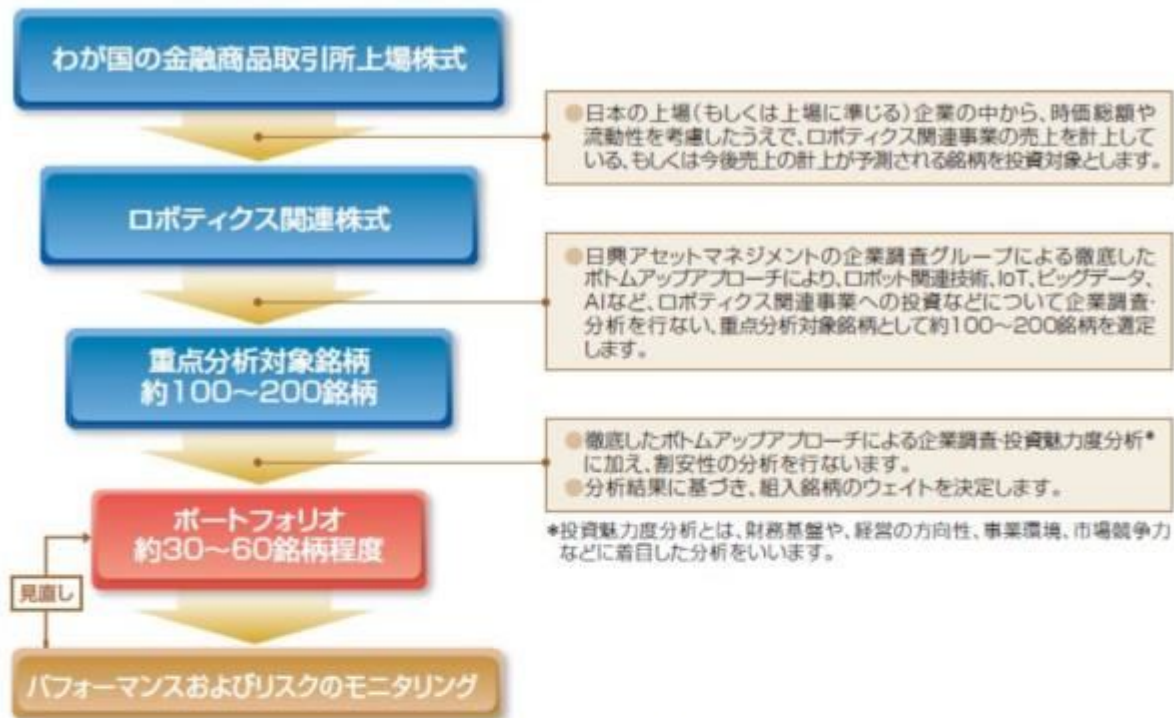 わが国の金融商品取引所上場株式
●日本の上場(もしくは上場に準じる)企業の中から、時価総額や
流動性を考慮したうえで、ロボティクス関連事業の売上を計上して
いる、もしくは今後売上の計上が予測される銘柄を投資対象とします。
ロボティクス関連株式
●日興アセットマネジメントの企業調査グループによる徹底した
ボトムアップアプローチにより、ロボット関連技術、IoT、ビッグデータ、
AIなど、ロボティクス関連事業への投資などについて企業調査・
分析を行ない、重点分析対象銘柄として約100～200銘柄を選定
します。
重点分析対象銘柄
約100～200銘柄
●徹底したボトムアップアプローチによる企業調査・投資魅力度分析*
に加え、割安性の分析を行ないます。
●分析結果に基づき、組入銘柄のウェイトを決定します。
*投資魅力度分析とは、財務基盤や、経営の方向性、事業環境、市場競争力
などに着目した分析をいいます。
ポートフォリオ
約30～60銘柄程度
見直し
パフォーマンスおよびリスクのモニタリング